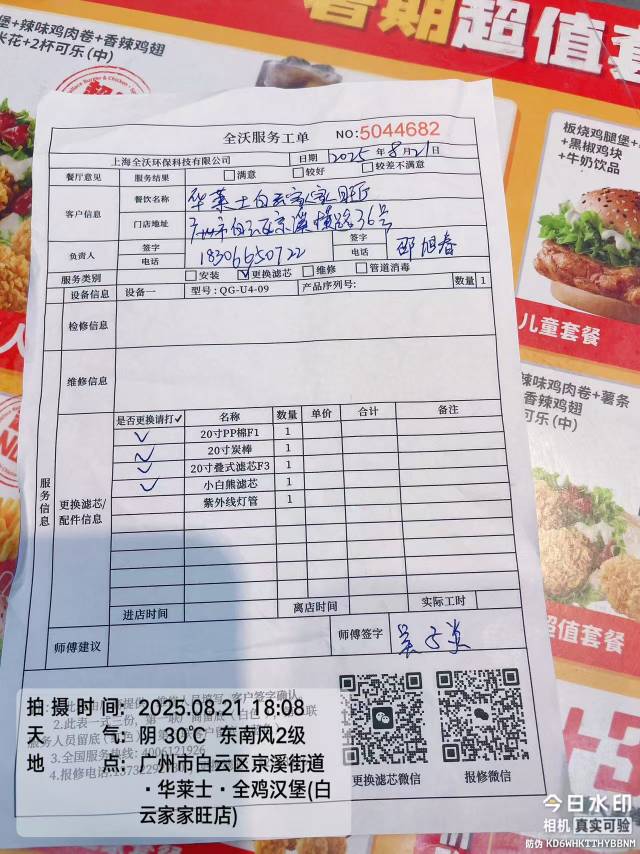 暑期超值套
堡+辣味鸡肉卷+香辣鸡翅
米花+2杯可乐(中)
板烧鸡腿堡+
+黑椒鸡块
+牛奶饮品
儿童套餐
辣味鸡肉卷+薯条
香辣鸡翅
可乐(中)
超值套餐
全沃服务工单 NO:5044682
上海全沃环保科技有限公司 日期 2025 年 8 月 21 日
餐厅意见 服务结果: 满意 较好 较差不满意
客户信息 餐饮名称 华莱士白云家家旺店
门店地址 广州市白云区京溪横路36号
负责人 签字 电话 18306650722 签字 电话 邵旭春
服务类别 安装 ✓更换滤芯 维修 管道消毒
设备信息 设备一 型号:QG-U4-09 产品序列号: 数量 1
检修信息
维修信息
服务信息
更换滤芯/配件信息
是否更换请打✓ 名称 数量 单价 合计 备注
✓ 20寸PP棉F1 1
✓ 20寸炭棒 1
✓ 20寸叠式滤芯F3 1
✓ 小白熊滤芯 1
紫外线灯管 1
进店时间 离店时间 实际工时
师傅建议 师傅签字
3.全国服务热线: 4006121926
更换滤芯微信 报修微信
拍摄时间: 2025.08.21 18:08
天气: 阴 30℃ 东南风2级
地点: 广州市白云区京溪街道
·华莱士·全鸡汉堡(白
云家家旺店)
今日水印
相机 真实可验
防伪 KD6WHKTTHYBBNM